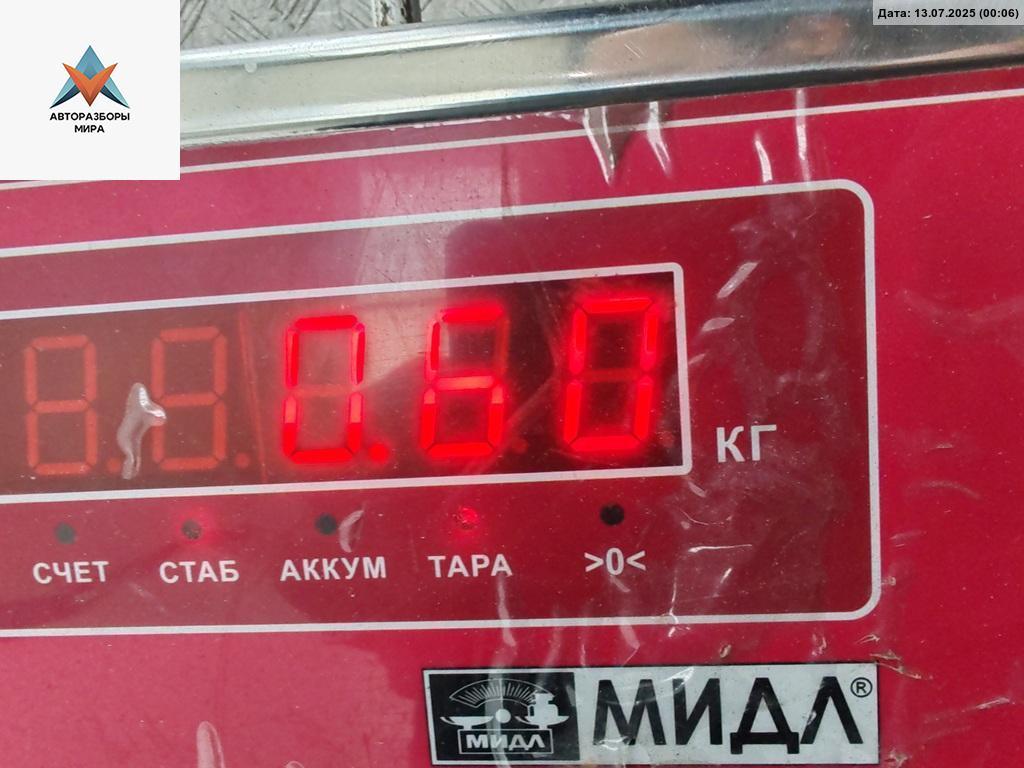 Дата: 13.07.2025 (00:06)
АВТОРАЗБОРЫ
МИРА
0.60
КГ
СЧЕТ СТАБ АККУМ ТАРА >0<
МИДЛ МИДЛ®